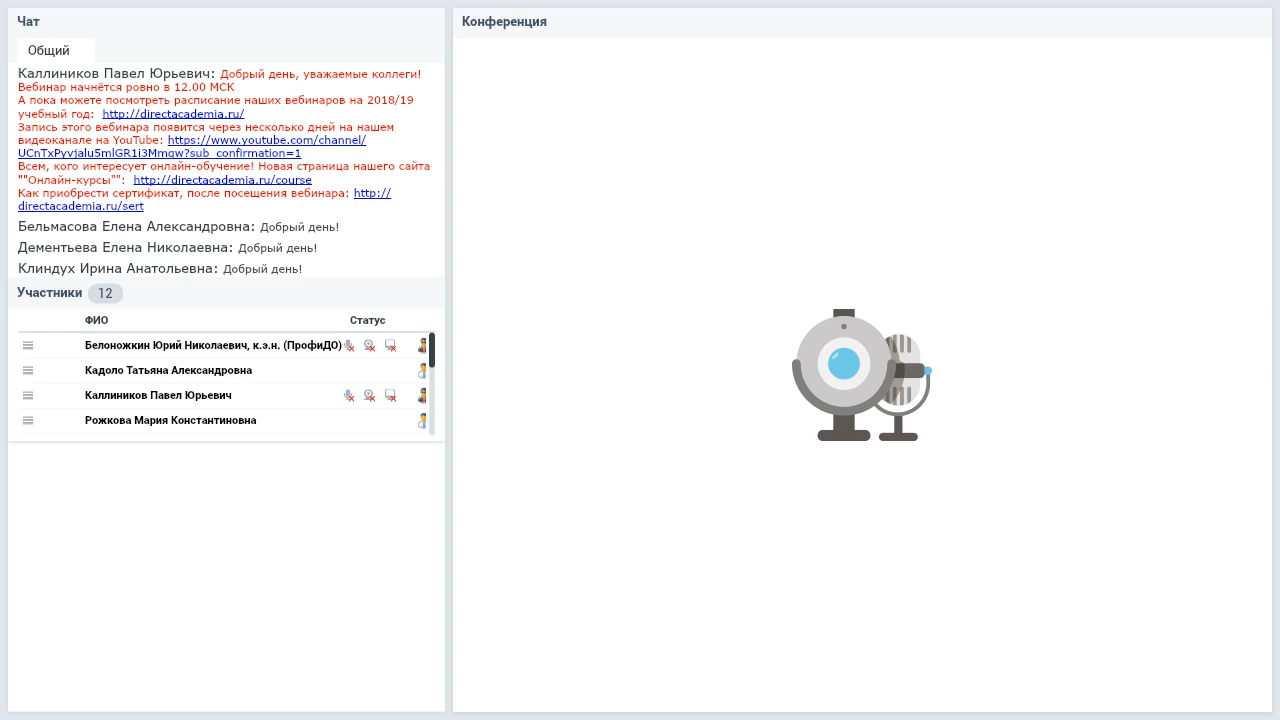 Чат
Общий
Каллиников Павел Юрьевич: Добрый день, уважаемые коллеги!
Вебинар начнётся ровно в 12.00 МСК
А пока можете посмотреть расписание наших вебинаров на 2018/19
учебный год: http://directacademia.ru/
Запись этого вебинара появится через несколько дней на нашем
видеоканале на YouTube: https://www.youtube.com/channel/
UCnTxPyvjalu5mlGR1i3Mmqw?sub_confirmation=1
Всем, кого интересует онлайн-обучение! Новая страница нашего сайта
""Онлайн-курсы"": http://directacademia.ru/course
Как приобрести сертификат, после посещения вебинара: http://
directacademia.ru/sert
Бельмасова Елена Александровна: Добрый день!
Дементьева Елена Николаевна: Добрый день!
Клиндух Ирина Анатольевна: Добрый день!
Участники 12
ФИО Статус
Белоножкин Юрий Николаевич, к.э.н. (ПрофиДО)
Кадоло Татьяна Александровна
Каллиников Павел Юрьевич
Рожкова Мария Константиновна
Конференция